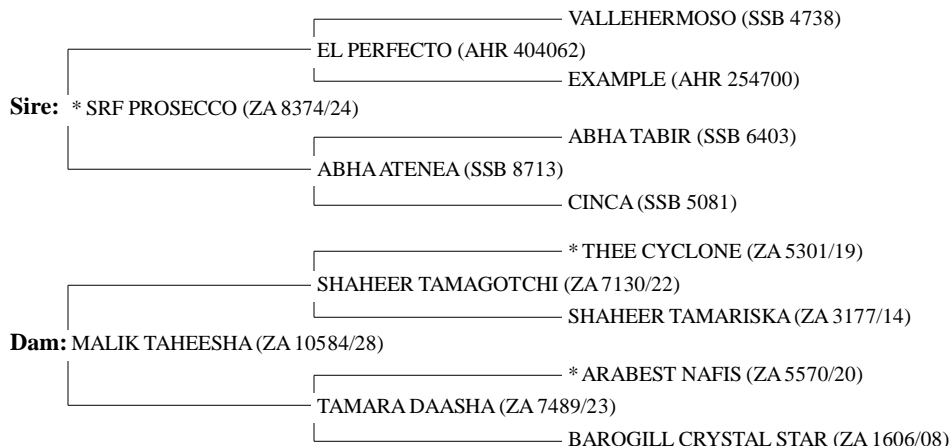 VALLEHERMOSO (SSB 4738)
EL PERFECTO (AHR 404062)
EXAMPLE (AHR 254700)
Sire: * SRF PROSECCO (ZA 8374/24)
ABHA TABIR (SSB 6403)
ABHA ATENEA (SSB 8713)
CINCA (SSB 5081)
* THEE CYCLONE (ZA 5301/19)
SHAHEER TAMAGOTCHI (ZA 7130/22)
SHAHEER TAMARISKA (ZA 3177/14)
Dam: MALIK TAHEESHA (ZA 10584/28)
* ARABEST NAFIS (ZA 5570/20)
TAMARA DAASHA (ZA 7489/23)
BAROGILL CRYSTAL STAR (ZA 1606/08)